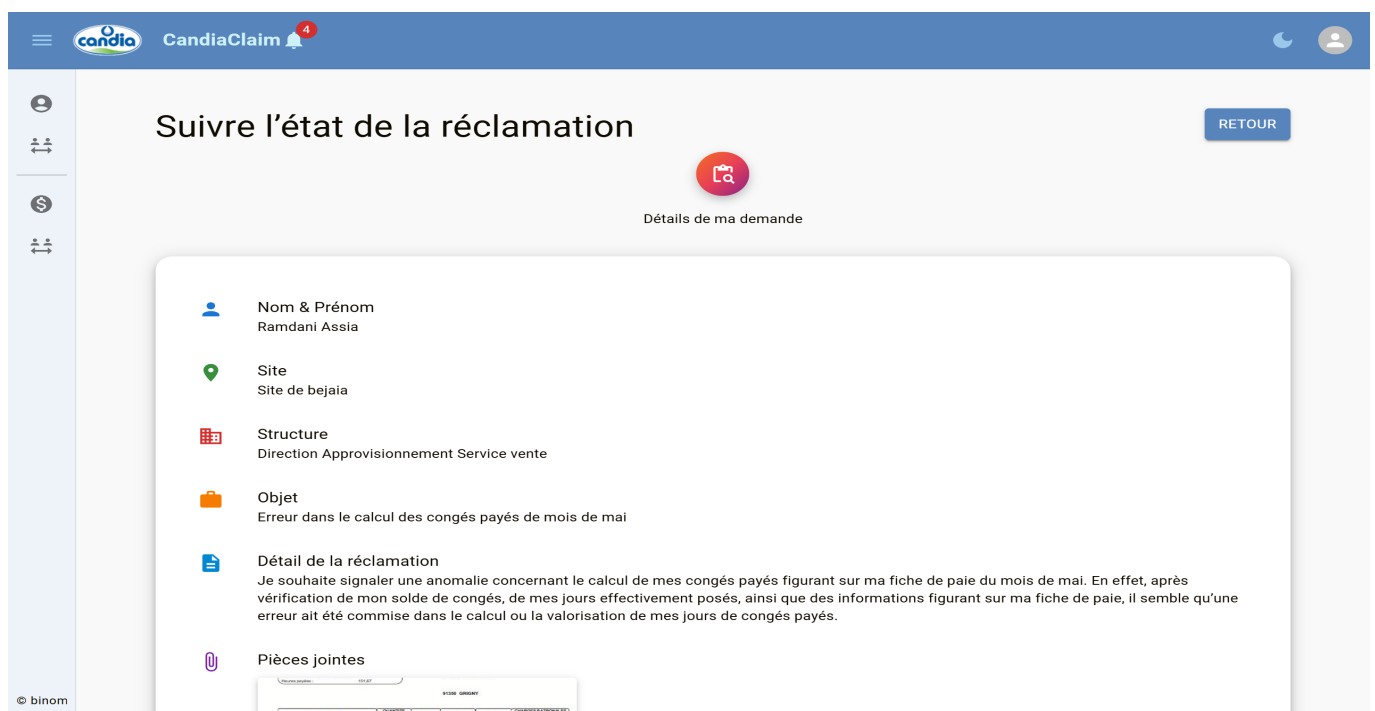 candia
CandiaClaim
4
Suivre l’état de la réclamation
RETOUR
Détails de ma demande
Nom & Prénom
Ramdani Assia
Site
Site de bejaia
Structure
Direction Approvisionnement Service vente
Objet
Erreur dans le calcul des congés payés de mois de mai
Détail de la réclamation
Je souhaite signaler une anomalie concernant le calcul de mes congés payés figurant sur ma fiche de paie du mois de mai. En effet, après
vérification de mon solde de congés, de mes jours effectivement posés, ainsi que des informations figurant sur ma fiche de paie, il semble qu’une
erreur ait été commise dans le calcul ou la valorisation de mes jours de congés payés.
Pièces jointes
91350 GRIGNY
© binom